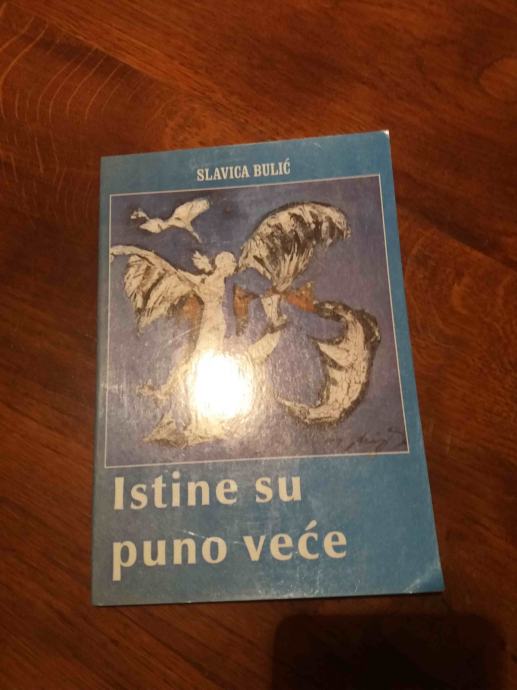 SLAVICA BULIĆ
Istine su
puno veće